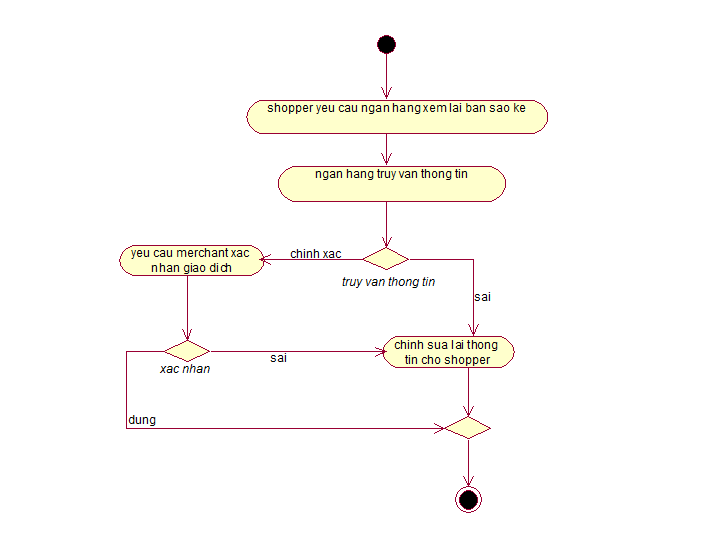 shopper yeu cau ngan hang xem lai ban sao ke
ngan hang truy van thong tin
chinh xac
yeu cau merchant xac
nhan giao dich
truy van thong tin
sai
chinh sua lai thong
tin cho shopper
sai
xac nhan
dung